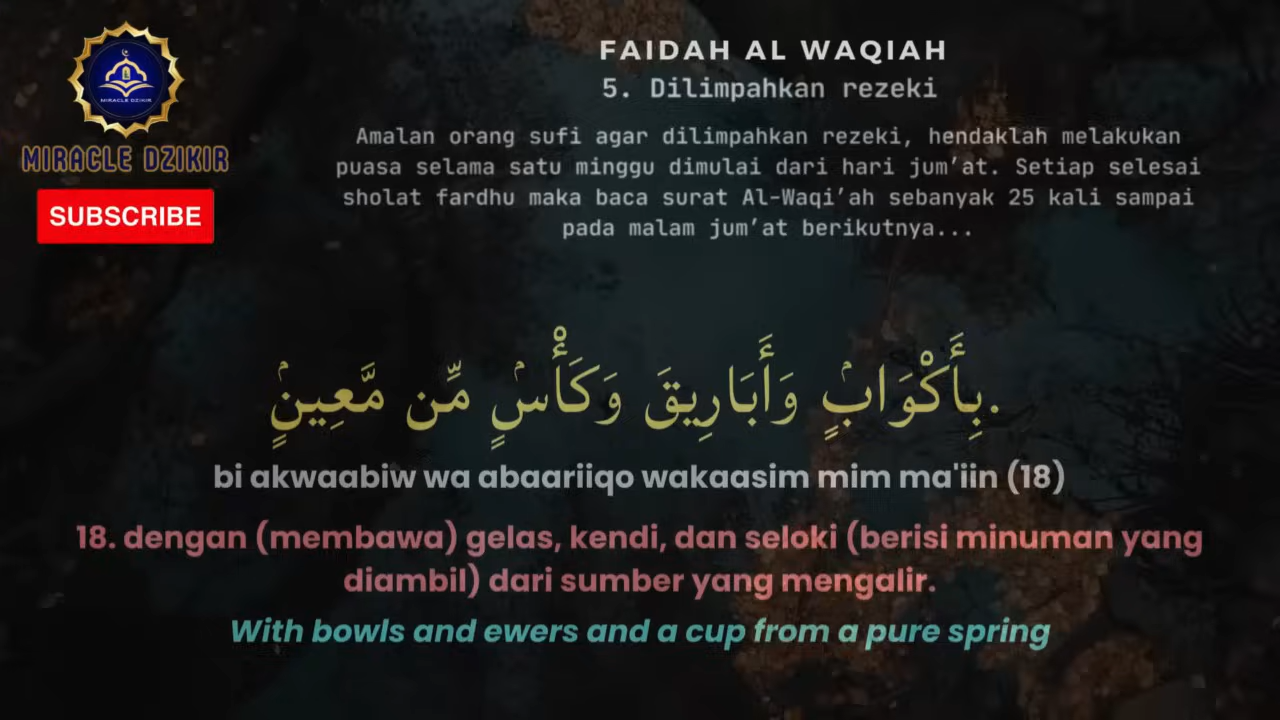 MIRACLE DZIKIR
MIRACLE DZIKIR
SUBSCRIBE
FAIDAH AL WAQIAH
5. Dilimpahkan rezeki
Amalan orang sufi agar dilimpahkan rezeki, hendaklah melakukan
puasa selama satu minggu dimulai dari hari jum’at. Setiap selesai
sholat fardhu maka baca surat Al-Waqi’ah sebanyak 25 kali sampai
pada malam jum’at berikutnya...
.بِأَكْوَابٍۢ وَأَبَارِيقَ وَكَأْسٍۢ مِّن مَّعِينٍۢ
bi akwaabiw wa abaariiqo wakaasim mim ma'iin (18)
18. dengan (membawa) gelas, kendi, dan seloki (berisi minuman yang
diambil) dari sumber yang mengalir.
With bowls and ewers and a cup from a pure spring